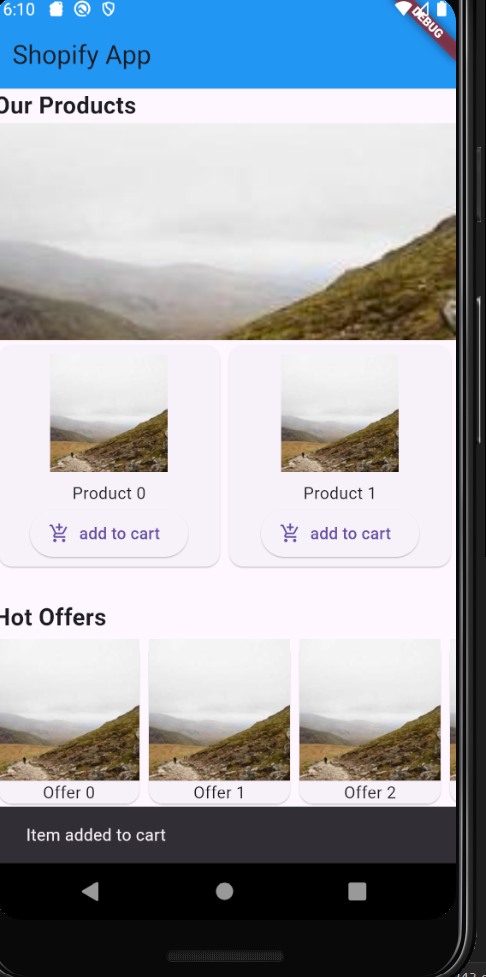 6:10
DEBUG
Shopify App
Our Products
Product 0
Product 1
add to cart
add to cart
Hot Offers
Offer 0
Offer 1
Offer 2
Item added to cart